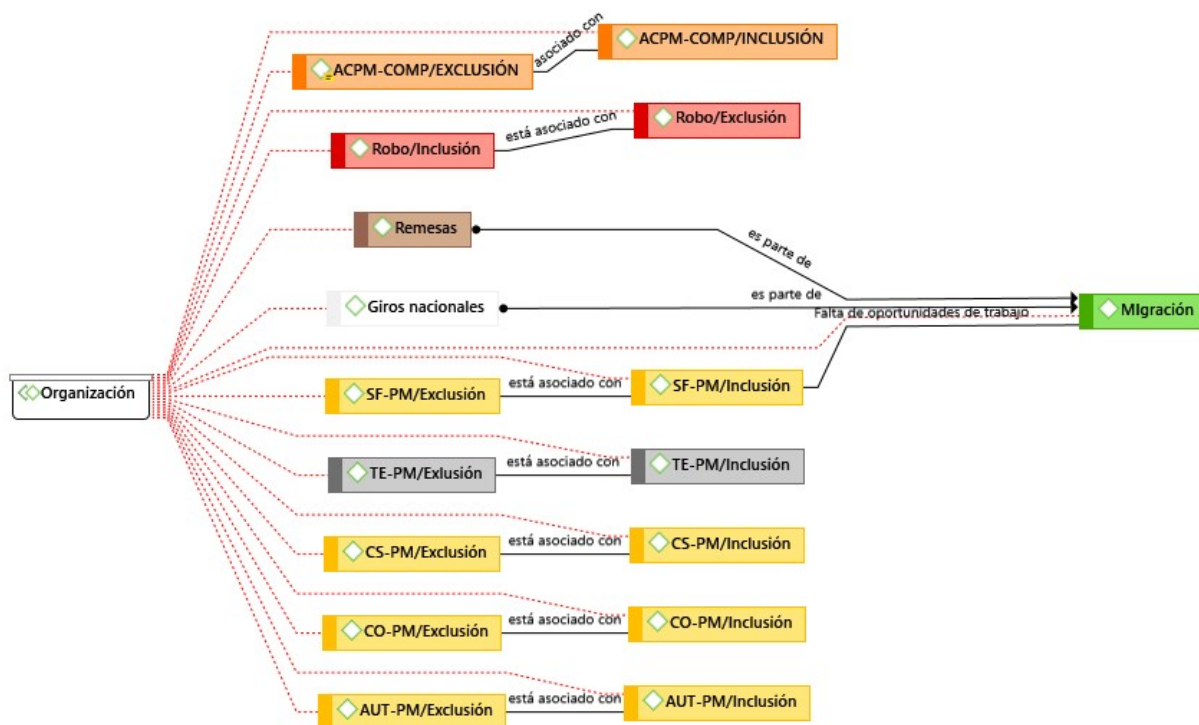 ACPM-COMP/INCLUSIÓN
asociado con
ACPM-COMP/EXCLUSIÓN
Robo/Exclusión
está asociado con
Robo/Inclusión
Remesas
es parte de
Giros nacionales
es parte de
MIgración
Falta de oportunidades de trabajo
Organización
SF-PM/Exclusión
está asociado con
SF-PM/Inclusión
TE-PM/Exlusión
está asociado con
TE-PM/Inclusión
CS-PM/Exclusión
está asociado con
CS-PM/Inclusión
CO-PM/Exclusión
está asociado con
CO-PM/Inclusión
AUT-PM/Exclusión
está asociado con
AUT-PM/Inclusión